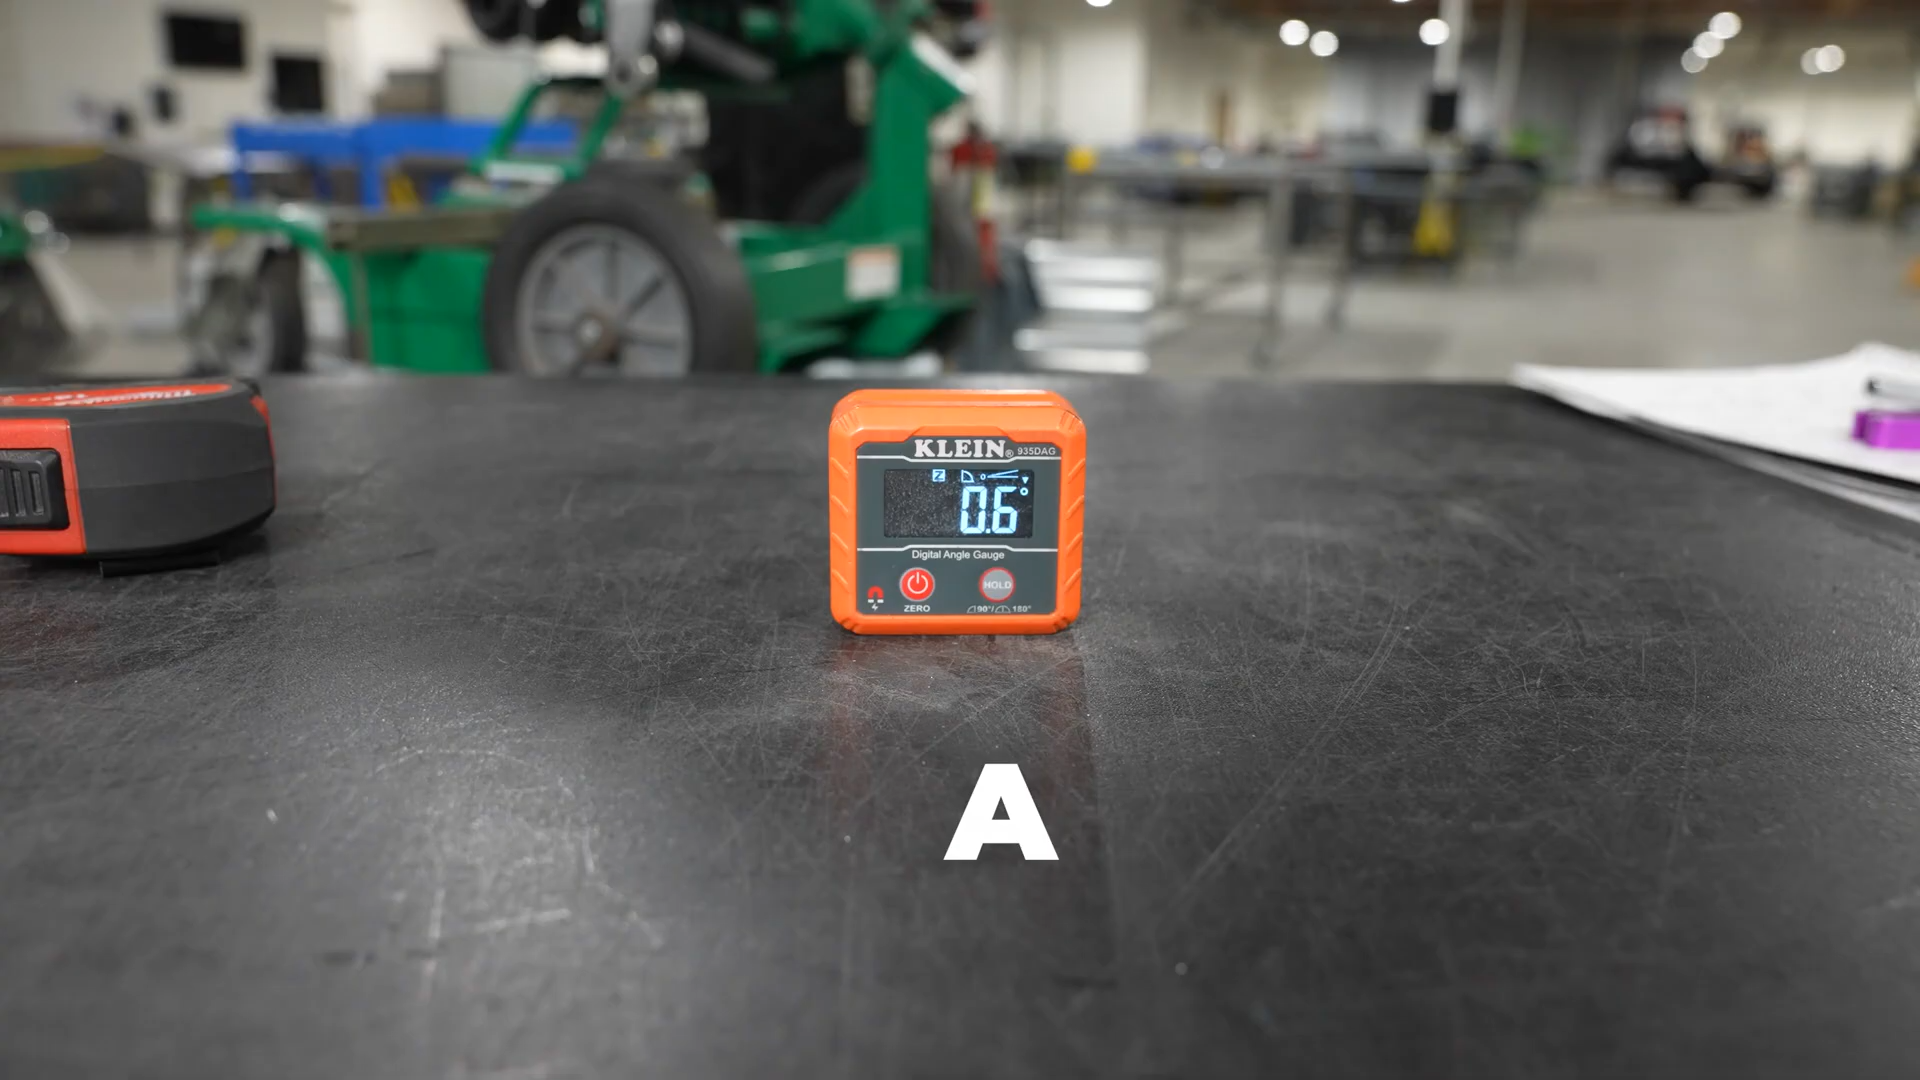 KLEIN® 935DAG
Z
0.6°
Digital Angle Gauge
HOLD
ZERO
90°/ 180°
A